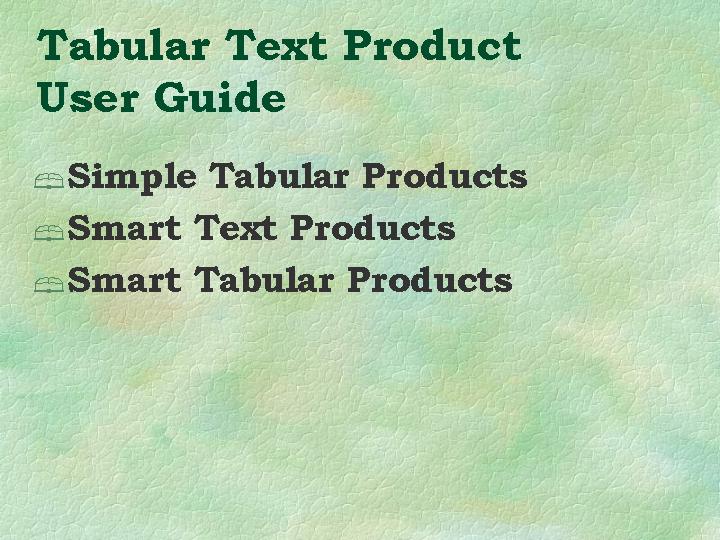 Tabular Text Product
User Guide
Simple Tabular Products
Smart Text Products
Smart Tabular Products